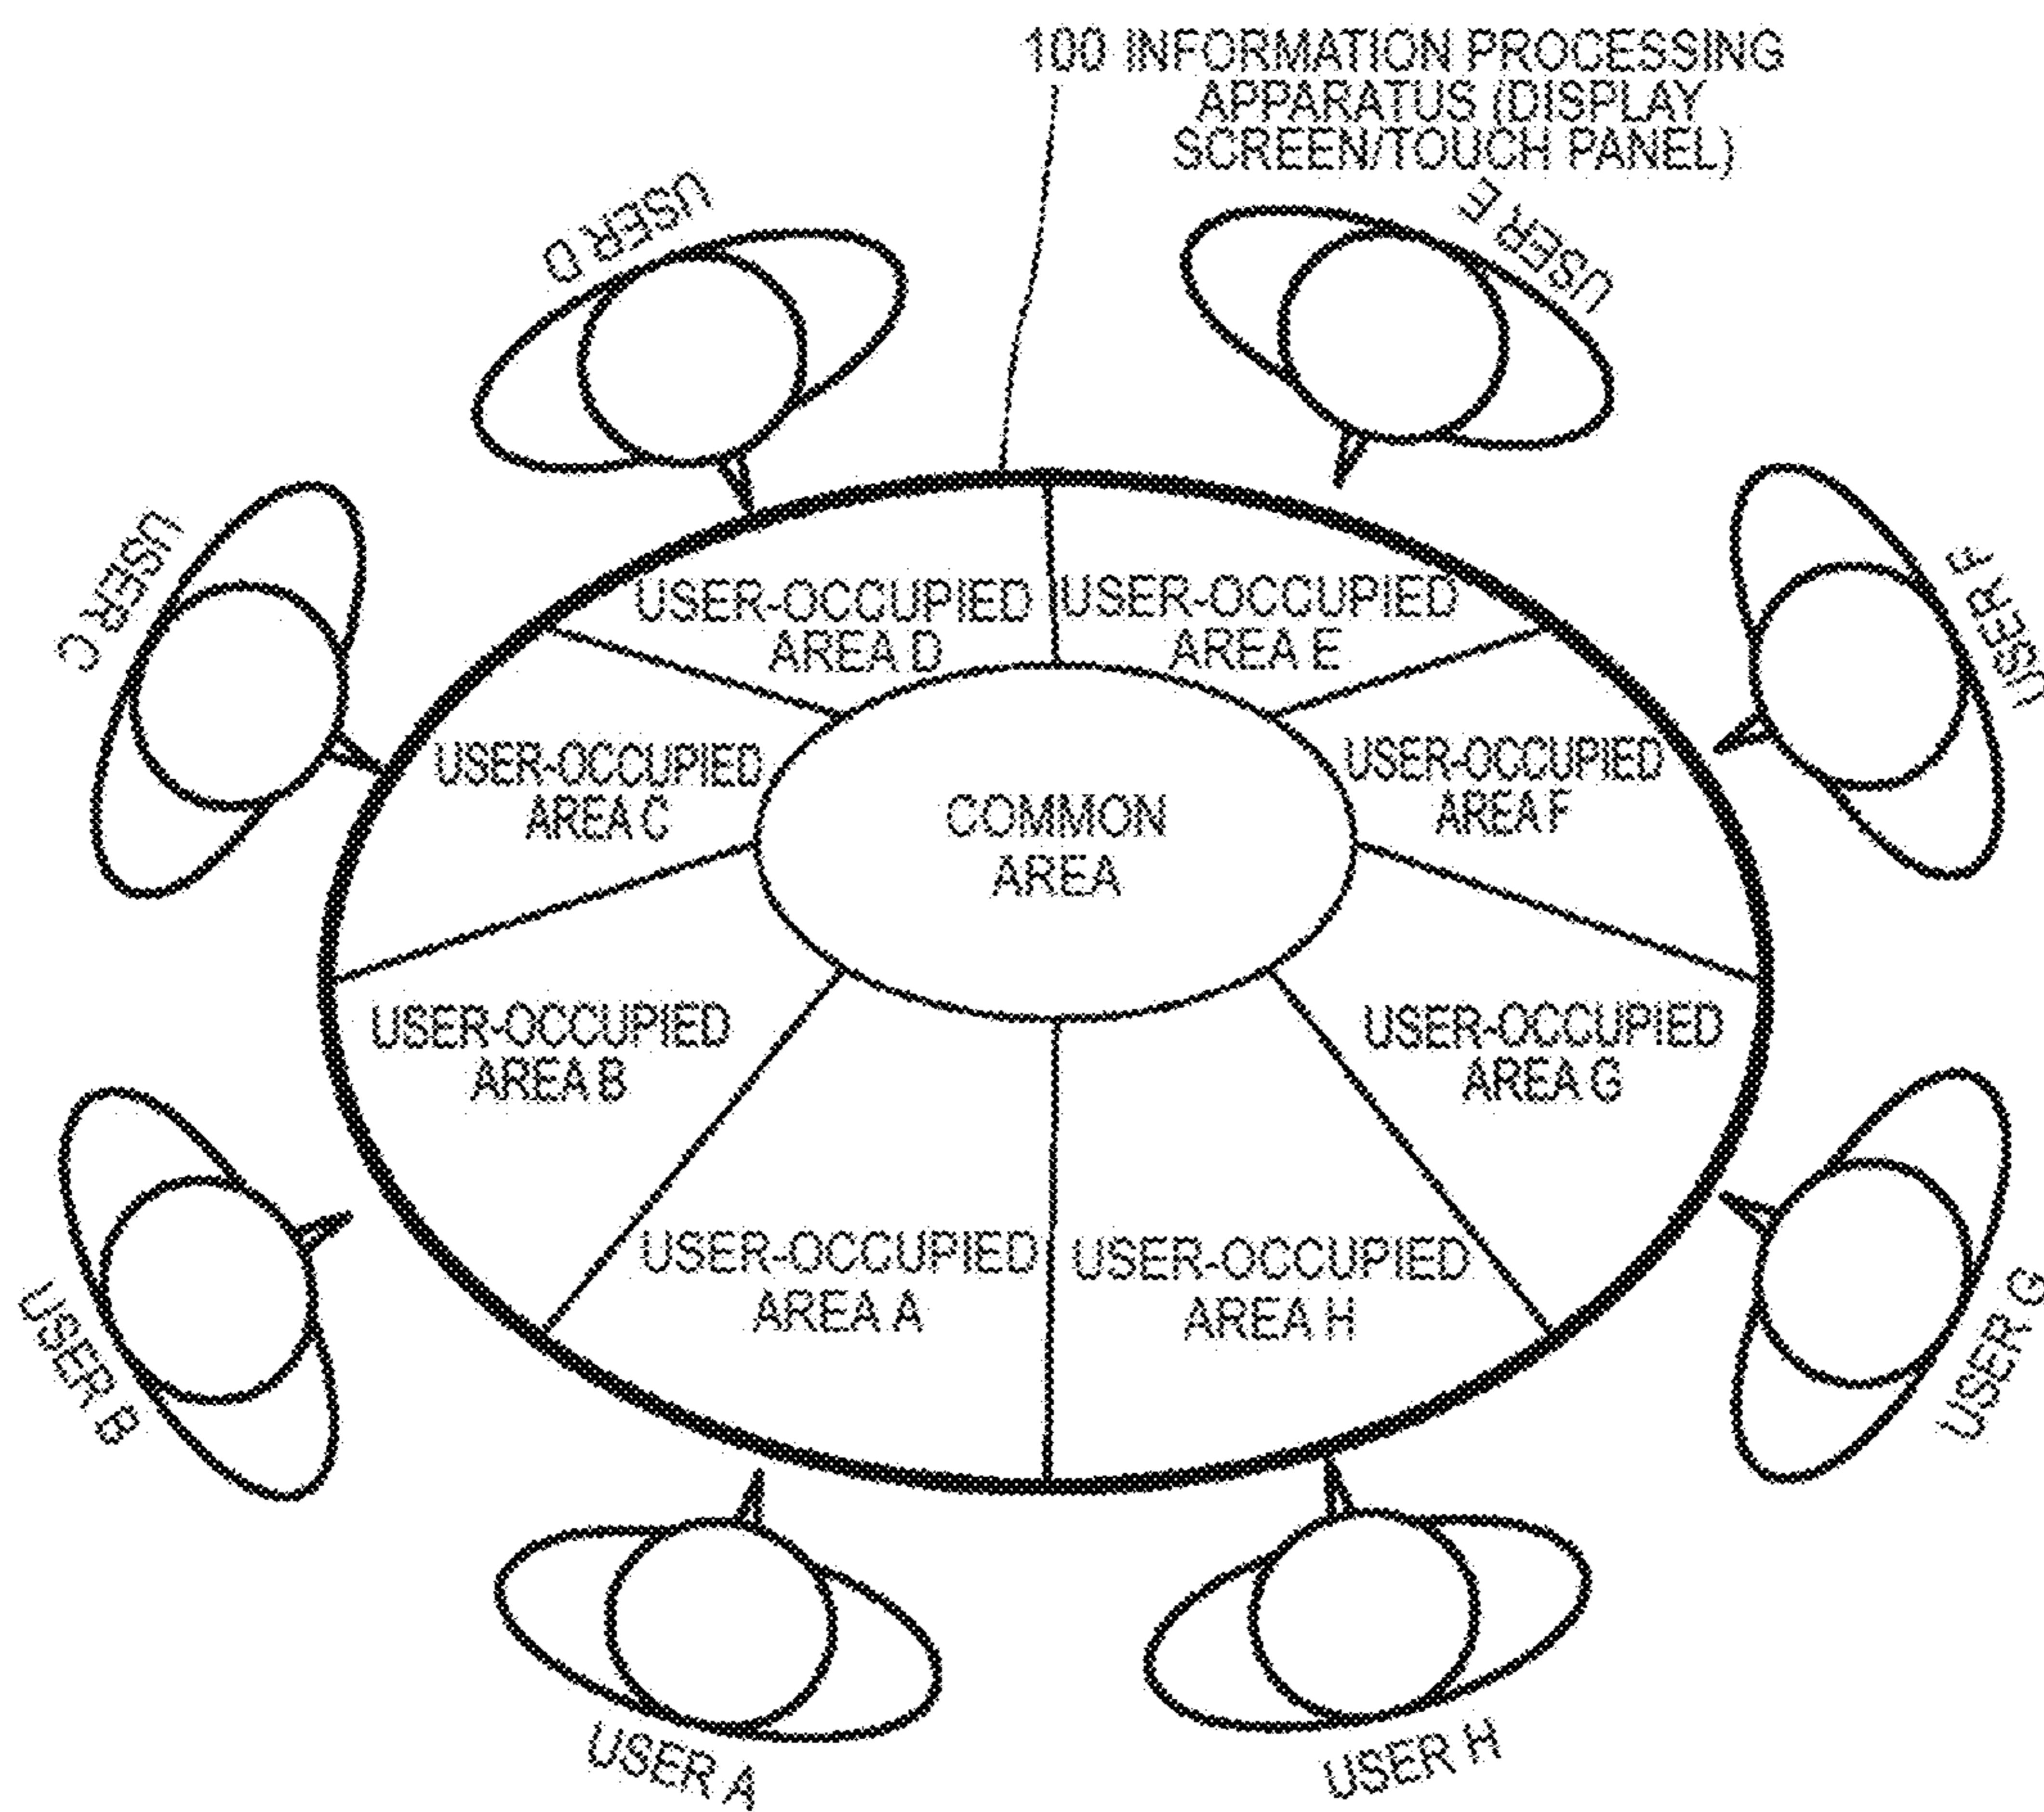 100 INFORMATION PROCESSING
APPARATUS (DISPLAY
SCREEN/TOUCH PANEL)
USER D
USER E
USER C
USER F
USER-OCCUPIED
AREA D
USER-OCCUPIED
AREA E
USER-OCCUPIED
AREA C
COMMON
AREA
USER-OCCUPIED
AREA F
USER-OCCUPIED
AREA B
USER-OCCUPIED
AREA G
USER-OCCUPIED
AREA A
USER-OCCUPIED
AREA H
USER B
USER G
USER A
USER H